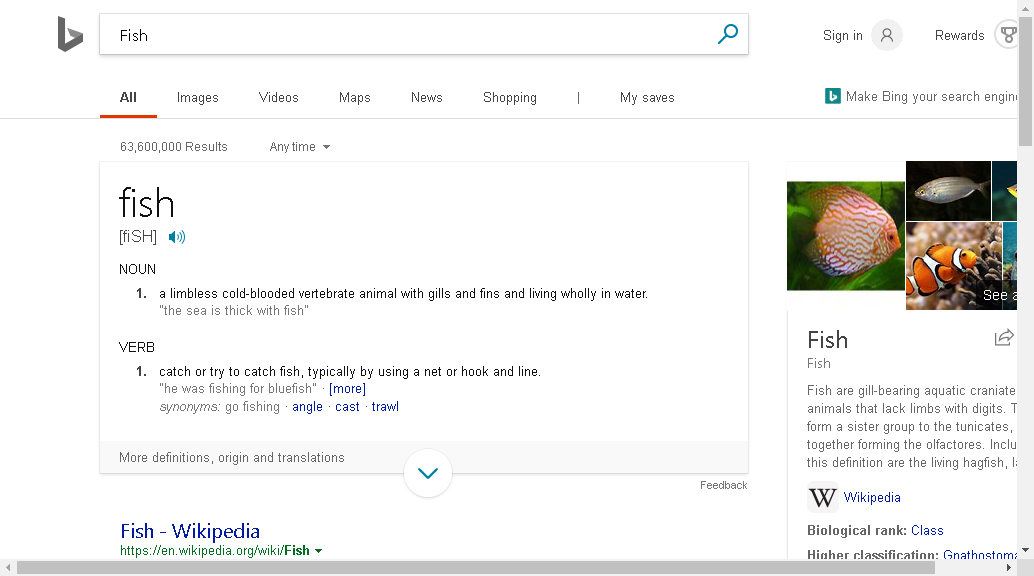 Fish
Sign in
Rewards
All Images Videos Maps News Shopping | My saves
Make Bing your search engin
63,600,000 Results Any time
fish
[fiSH]
NOUN
1. a limbless cold-blooded vertebrate animal with gills and fins and living wholly in water.
"the sea is thick with fish"
VERB
1. catch or try to catch fish, typically by using a net or hook and line.
"he was fishing for bluefish" · [more]
synonyms: go fishing · angle · cast · trawl
More definitions, origin and translations
Feedback
Fish - Wikipedia
https://en.wikipedia.org/wiki/Fish
See a
Fish
Fish
Fish are gill-bearing aquatic craniate
animals that lack limbs with digits. T
form a sister group to the tunicates,
together forming the olfactores. Inclu
this definition are the living hagfish, la
W Wikipedia
Biological rank: Class
Higher classification: Gnathostoma